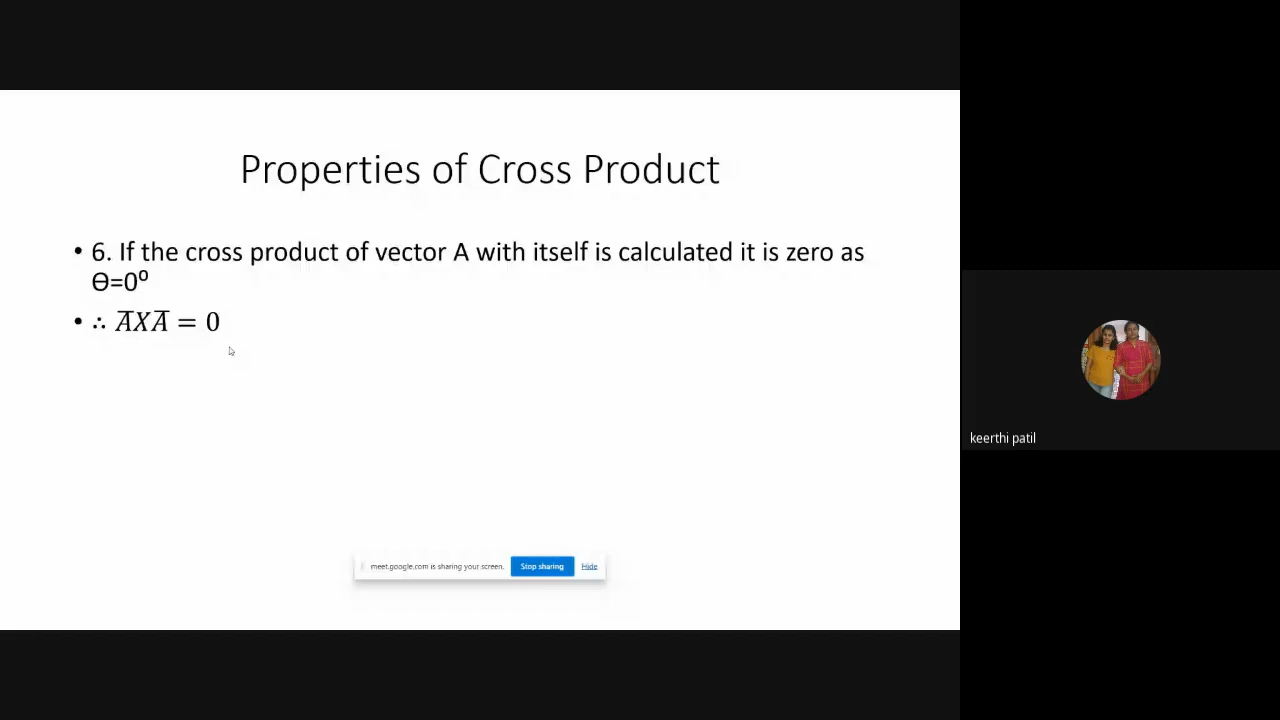 Properties of Cross Product
• 6. If the cross product of vector A with itself is calculated it is zero as
Ө=0⁰
• ∴ A̅XA̅ = 0
keerthi patil
meet.google.com is sharing your screen. Stop sharing Hide